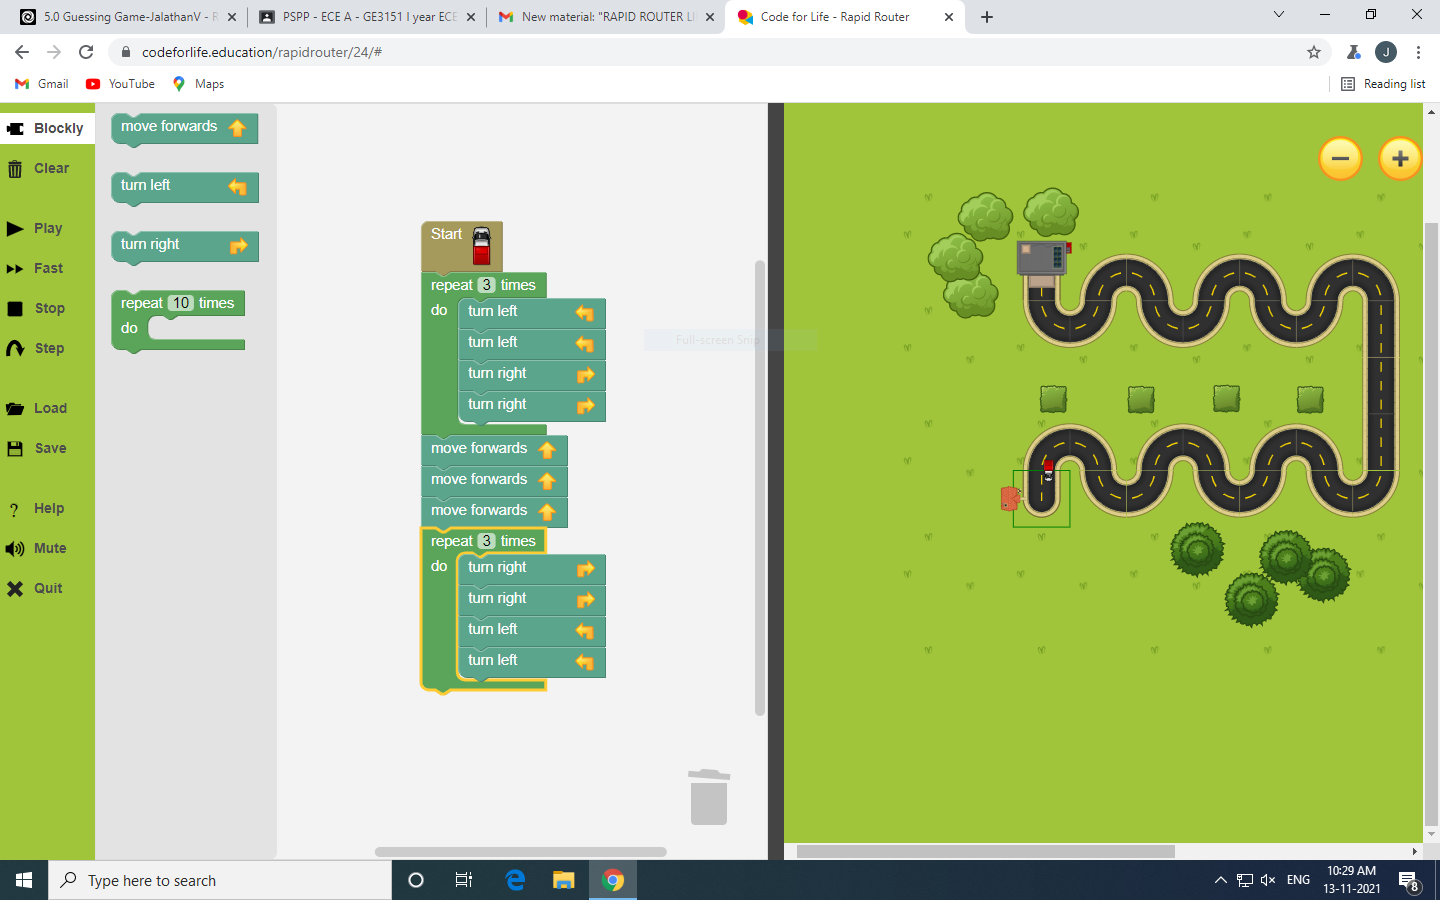 5.0 Guessing Game-JalathanV - R
PSPP - ECE A - GE3151 I year ECE
New material: "RAPID ROUTER LI
Code for Life - Rapid Router
codeforlife.education/rapidrouter/24/#
J
Gmail
YouTube
Maps
Reading list
Blockly
Clear
Play
Fast
Stop
Step
Load
Save
Help
Mute
Quit
move forwards
turn left
turn right
repeat 10 times
do
Start
repeat 3 times
do
turn left
turn left
turn right
turn right
move forwards
move forwards
move forwards
repeat 3 times
do
turn right
turn right
turn left
turn left
Full-screen Snip
Type here to search
ENG
10:29 AM
13-11-2021
8